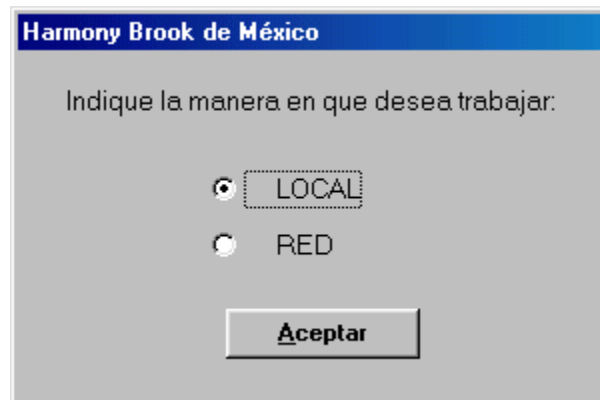 Harmony Brook de México
Indique la manera en que desea trabajar:
LOCAL
RED
Aceptar